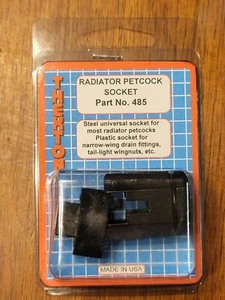 THEXTON
RADIATOR PETCOCK
SOCKET
Part No. 485
Steel universal socket for
most radiator petcocks
Plastic socket for
narrow-wing drain fittings,
tail-light wingnuts, etc.
MADE IN USA